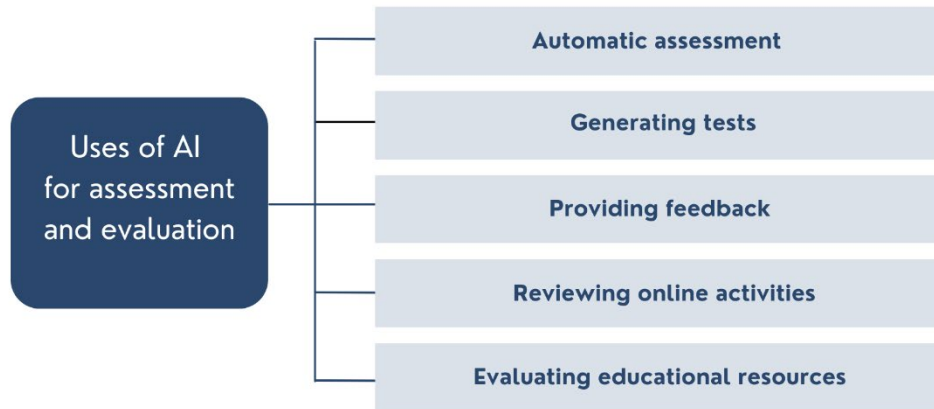 Uses of AI
for assessment
and evaluation
Automatic assessment
Generating tests
Providing feedback
Reviewing online activities
Evaluating educational resources